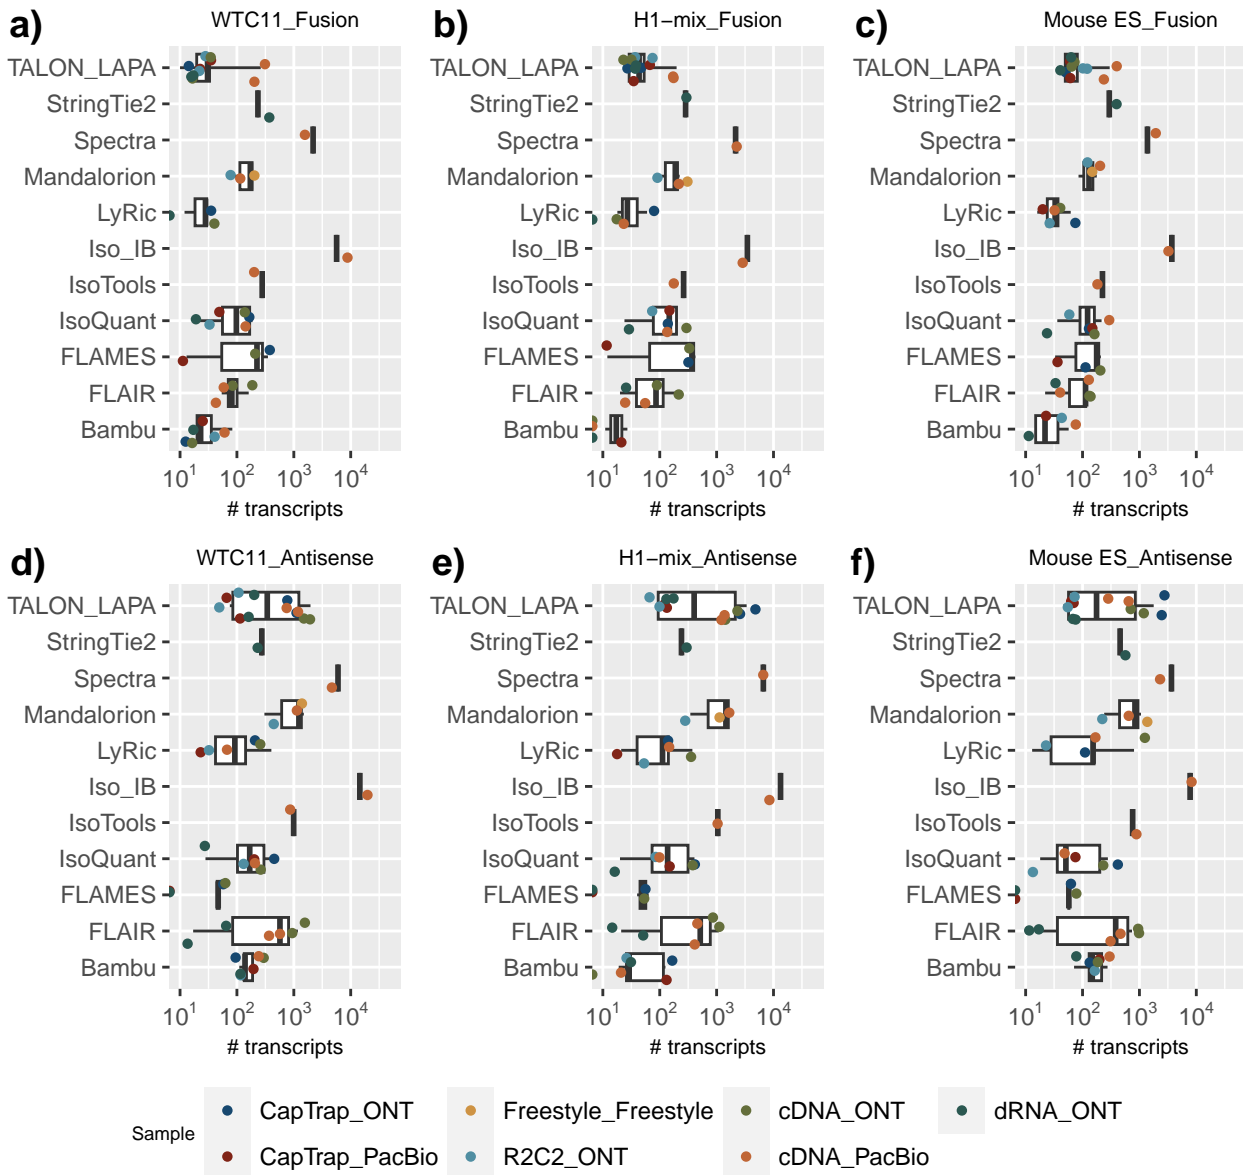 a)
WTC11_Fusion
TALON_LAPA
StringTie2
Spectra
Mandalorion
LyRic
Iso_IB
IsoTools
IsoQuant
FLAMES
FLAIR
Bambu
10^1 10^2 10^3 10^4
# transcripts
b)
H1−mix_Fusion
TALON_LAPA
StringTie2
Spectra
Mandalorion
LyRic
Iso_IB
IsoTools
IsoQuant
FLAMES
FLAIR
Bambu
10^1 10^2 10^3 10^4
# transcripts
c)
Mouse ES_Fusion
TALON_LAPA
StringTie2
Spectra
Mandalorion
LyRic
Iso_IB
IsoTools
IsoQuant
FLAMES
FLAIR
Bambu
10^1 10^2 10^3 10^4
# transcripts
d)
WTC11_Antisense
TALON_LAPA
StringTie2
Spectra
Mandalorion
LyRic
Iso_IB
IsoTools
IsoQuant
FLAMES
FLAIR
Bambu
10^1 10^2 10^3 10^4
# transcripts
e)
H1−mix_Antisense
TALON_LAPA
StringTie2
Spectra
Mandalorion
LyRic
Iso_IB
IsoTools
IsoQuant
FLAMES
FLAIR
Bambu
10^1 10^2 10^3 10^4
# transcripts
f)
Mouse ES_Antisense
TALON_LAPA
StringTie2
Spectra
Mandalorion
LyRic
Iso_IB
IsoTools
IsoQuant
FLAMES
FLAIR
Bambu
10^1 10^2 10^3 10^4
# transcripts
Sample
CapTrap_ONT
Freestyle_Freestyle
cDNA_ONT
dRNA_ONT
CapTrap_PacBio
R2C2_ONT
cDNA_PacBio